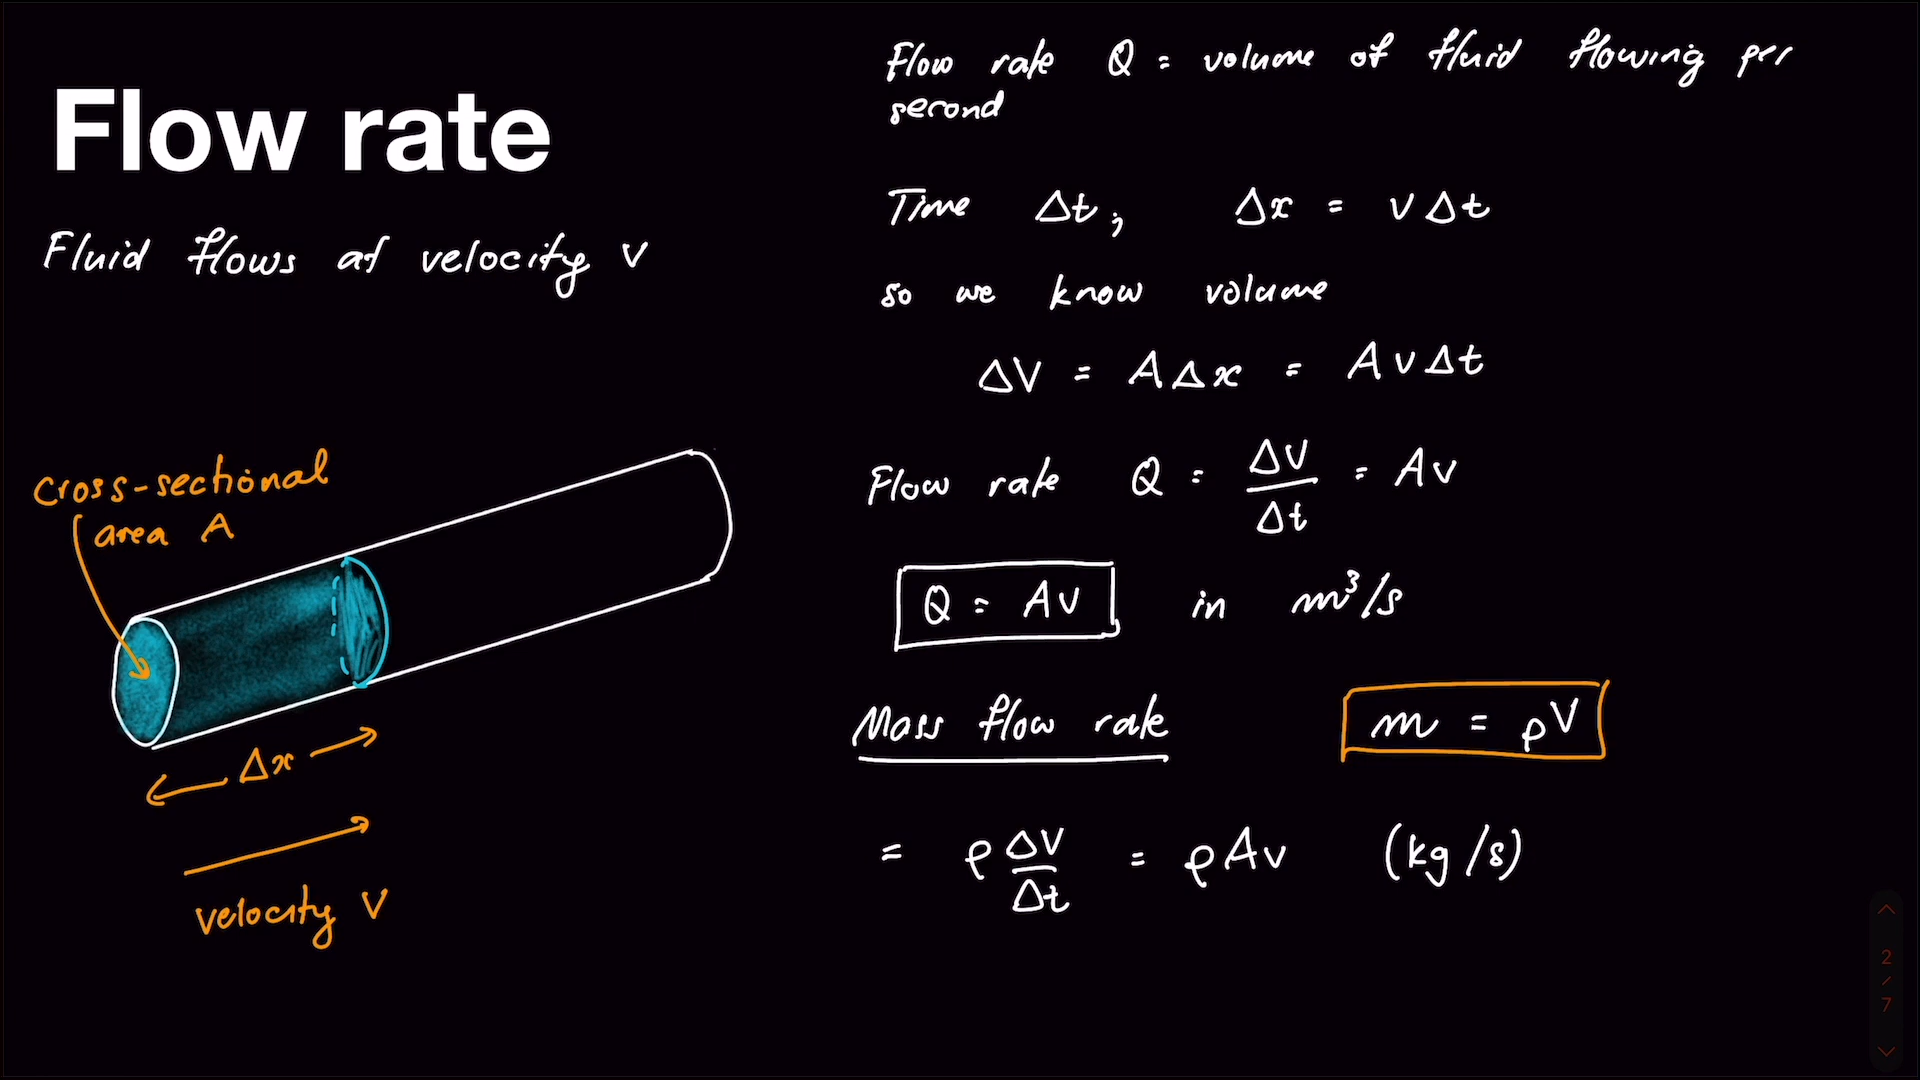 Flow rate
Fluid flows at velocity v
cross-sectional
area A
Δx
velocity v
Flow rate Q = volume of fluid flowing per
second
Time Δt, Δx = vΔt
so we know volume
ΔV = AΔx = AvΔt
Flow rate Q = ΔV/Δt = Av
Q = Av in m³/s
Mass flow rate m = ρV
= ρ ΔV/Δt = ρAv (kg/s)
2
/
7